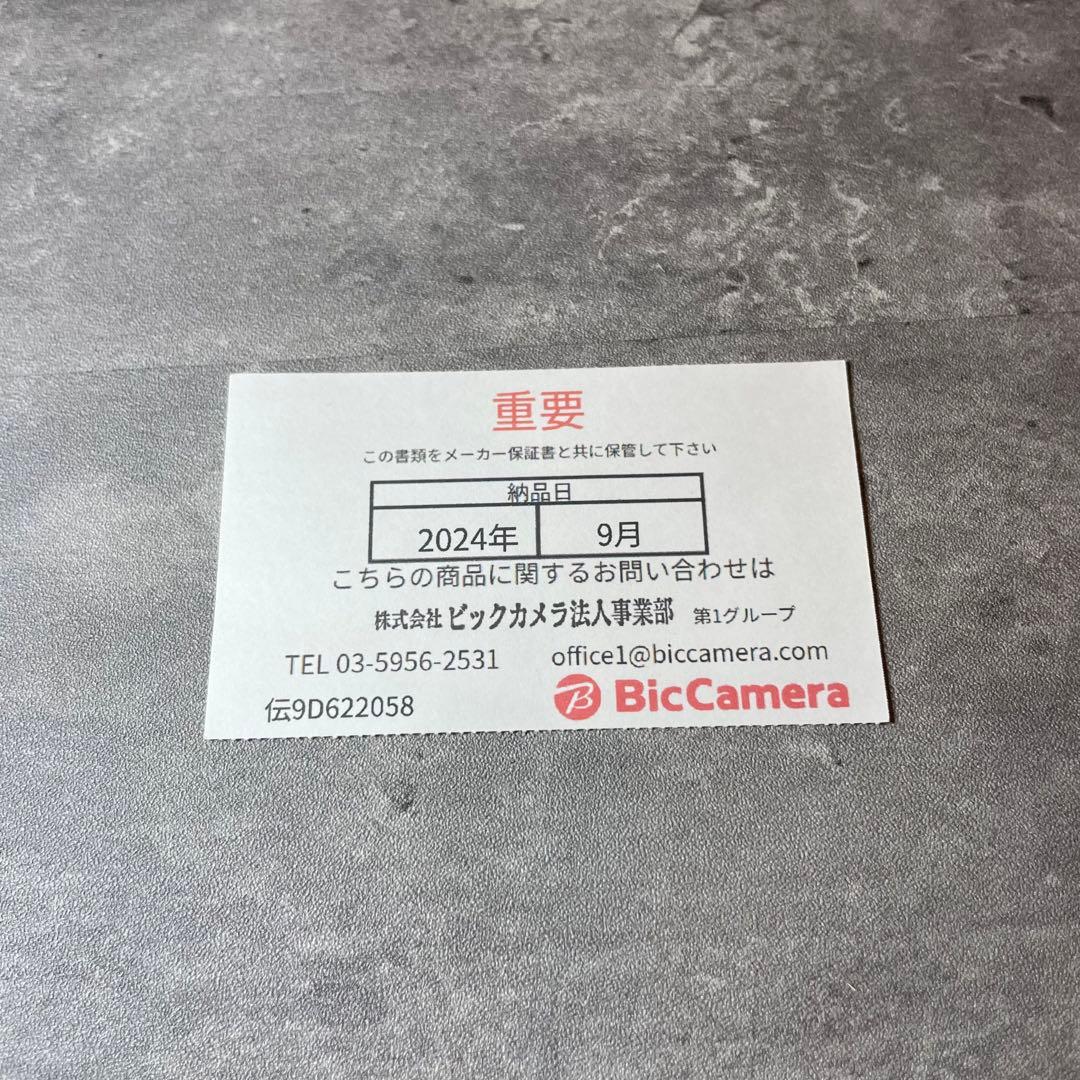 重要
この書類をメーカー保証書と共に保管して下さい
納品日
2024年 9月
こちらの商品に関するお問い合わせは
株式会社 ビックカメラ法人事業部 第1グループ
TEL 03-5956-2531 office1@biccamera.com
伝9D622058 B BicCamera